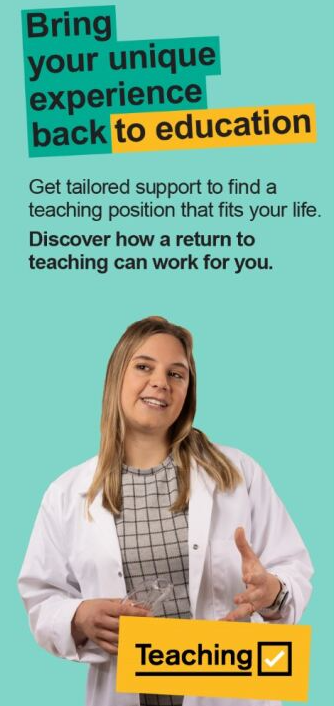 Bring
your unique
experience
back to education
Get tailored support to find a
teaching position that fits your life.
Discover how a return to
teaching can work for you.
Teaching